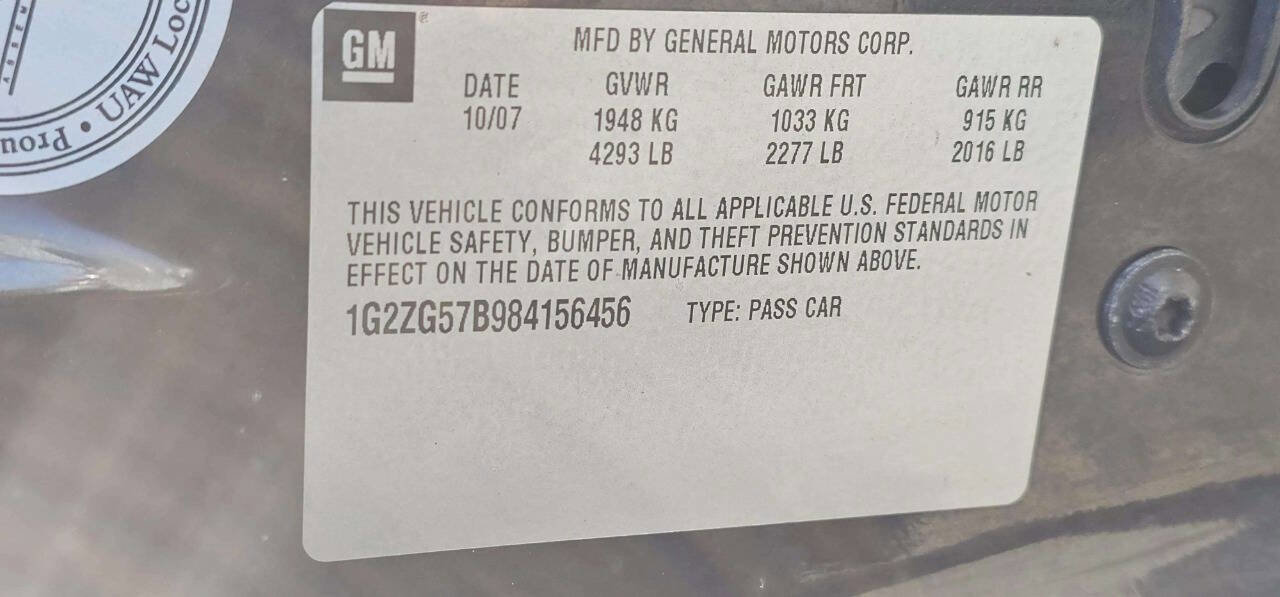 ASSEM
Prou
• UAW Loc
GM ®
MFD BY GENERAL MOTORS CORP.
DATE GVWR GAWR FRT GAWR RR
10/07 1948 KG 1033 KG 915 KG
4293 LB 2277 LB 2016 LB
THIS VEHICLE CONFORMS TO ALL APPLICABLE U.S. FEDERAL MOTOR
VEHICLE SAFETY, BUMPER, AND THEFT PREVENTION STANDARDS IN
EFFECT ON THE DATE OF MANUFACTURE SHOWN ABOVE.
1G2ZG57B984156456 TYPE: PASS CAR